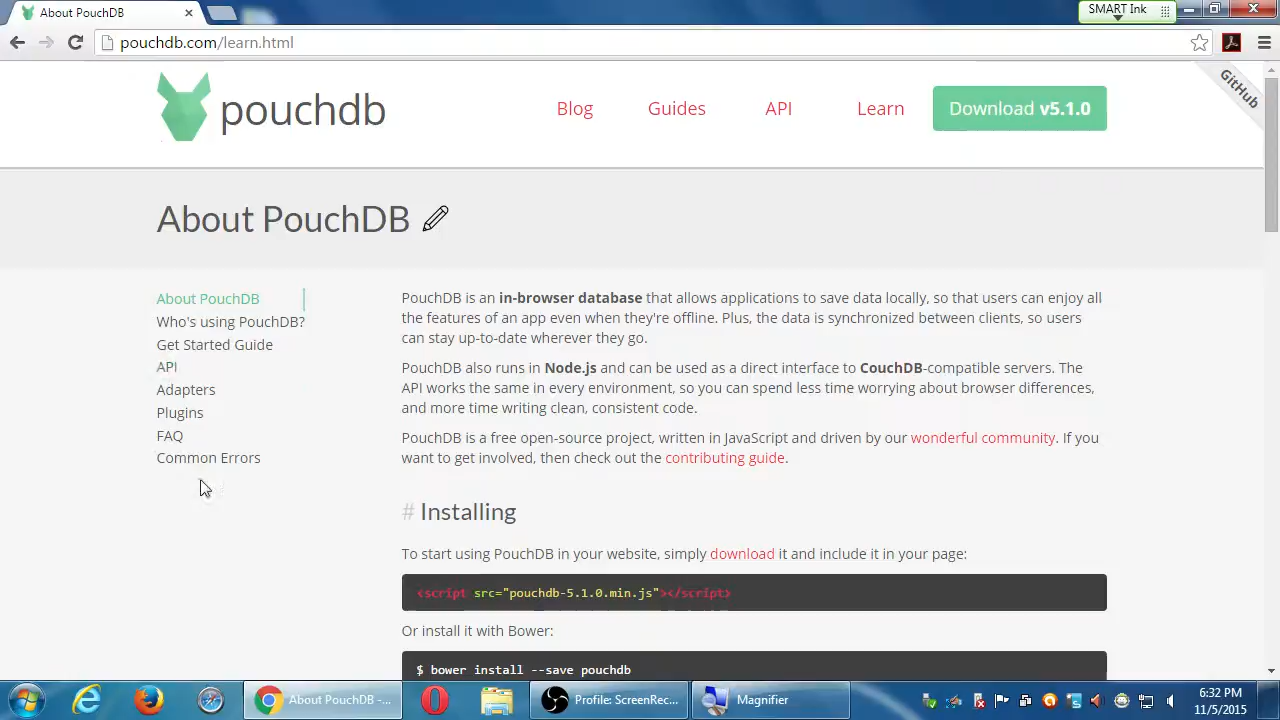 About PouchDB
SMART Ink
pouchdb.com/learn.html
pouchdb
Blog
Guides
API
Learn
Download v5.1.0
GitHub
About PouchDB
About PouchDB
Who's using PouchDB?
Get Started Guide
API
Adapters
Plugins
FAQ
Common Errors
PouchDB is an in-browser database that allows applications to save data locally, so that users can enjoy all
the features of an app even when they're offline. Plus, the data is synchronized between clients, so users
can stay up-to-date wherever they go.
PouchDB also runs in Node.js and can be used as a direct interface to CouchDB-compatible servers. The
API works the same in every environment, so you can spend less time worrying about browser differences,
and more time writing clean, consistent code.
PouchDB is a free open-source project, written in JavaScript and driven by our wonderful community. If you
want to get involved, then check out the contributing guide.
# Installing
To start using PouchDB in your website, simply download it and include it in your page:
<script src="pouchdb-5.1.0.min.js"></script>
Or install it with Bower:
$ bower install --save pouchdb
About PouchDB -...
Profile: ScreenRec...
Magnifier
6:32 PM
11/5/2015